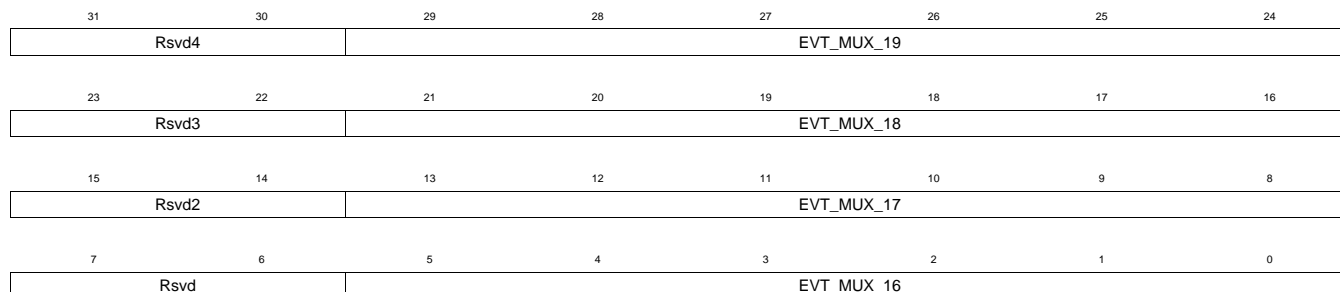 31 30 29 28 27 26 25 24
Rsvd4 EVT_MUX_19
23 22 21 20 19 18 17 16
Rsvd3 EVT_MUX_18
15 14 13 12 11 10 9 8
Rsvd2 EVT_MUX_17
7 6 5 4 3 2 1 0
Rsvd EVT_MUX_16